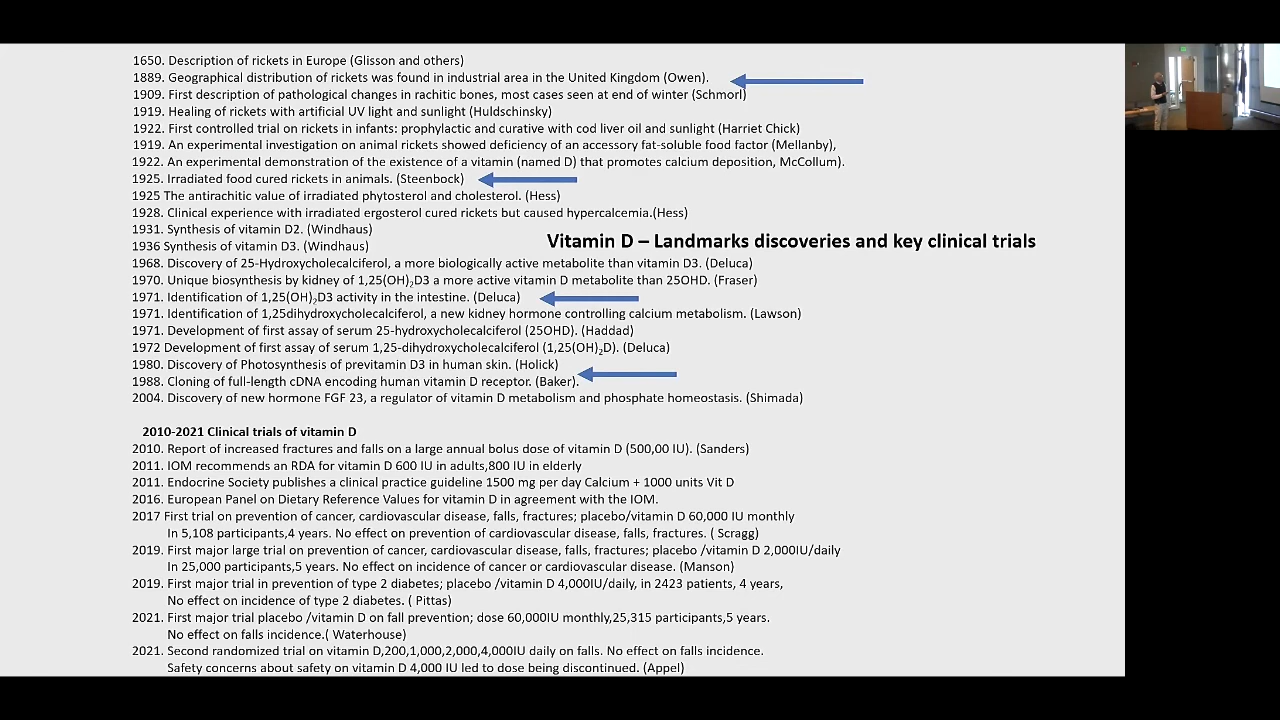 1650. Description of rickets in Europe (Glisson and others)
1889. Geographical distribution of rickets was found in industrial area in the United Kingdom (Owen).
1909. First description of pathological changes in rachitic bones, most cases seen at end of winter (Schmorl)
1919. Healing of rickets with artificial UV light and sunlight (Huldschinsky)
1922. First controlled trial on rickets in infants: prophylactic and curative with cod liver oil and sunlight (Harriet Chick)
1919. An experimental investigation on animal rickets showed deficiency of an accessory fat-soluble food factor (Mellanby),
1922. An experimental demonstration of the existence of a vitamin (named D) that promotes calcium deposition, McCollum).
1925. Irradiated food cured rickets in animals. (Steenbock)
1925 The antirachitic value of irradiated phytosterol and cholesterol. (Hess)
1928. Clinical experience with irradiated ergosterol cured rickets but caused hypercalcemia.(Hess)
1931. Synthesis of vitamin D2. (Windhaus)
1936 Synthesis of vitamin D3. (Windhaus)
Vitamin D – Landmarks discoveries and key clinical trials
1968. Discovery of 25-Hydroxycholecalciferol, a more biologically active metabolite than vitamin D3. (Deluca)
1970. Unique biosynthesis by kidney of 1,25(OH)₂D3 a more active vitamin D metabolite than 25OHD. (Fraser)
1971. Identification of 1,25(OH)₂D3 activity in the intestine. (Deluca)
1971. Identification of 1,25dihydroxycholecalciferol, a new kidney hormone controlling calcium metabolism. (Lawson)
1971. Development of first assay of serum 25-hydroxycholecalciferol (25OHD). (Haddad)
1972 Development of first assay of serum 1,25-dihydroxycholecalciferol (1,25(OH)₂D). (Deluca)
1980. Discovery of Photosynthesis of previtamin D3 in human skin. (Holick)
1988. Cloning of full-length cDNA encoding human vitamin D receptor. (Baker).
2004. Discovery of new hormone FGF 23, a regulator of vitamin D metabolism and phosphate homeostasis. (Shimada)
2010-2021 Clinical trials of vitamin D
2010. Report of increased fractures and falls on a large annual bolus dose of vitamin D (500,00 IU). (Sanders)
2011. IOM recommends an RDA for vitamin D 600 IU in adults,800 IU in elderly
2011. Endocrine Society publishes a clinical practice guideline 1500 mg per day Calcium + 1000 units Vit D
2016. European Panel on Dietary Reference Values for vitamin D in agreement with the IOM.
2017 First trial on prevention of cancer, cardiovascular disease, falls, fractures; placebo/vitamin D 60,000 IU monthly
In 5,108 participants,4 years. No effect on prevention of cardiovascular disease, falls, fractures. ( Scragg)
2019. First major large trial on prevention of cancer, cardiovascular disease, falls, fractures; placebo /vitamin D 2,000IU/daily
In 25,000 participants,5 years. No effect on incidence of cancer or cardiovascular disease. (Manson)
2019. First major trial in prevention of type 2 diabetes; placebo /vitamin D 4,000IU/daily, in 2423 patients, 4 years,
No effect on incidence of type 2 diabetes. ( Pittas)
2021. First major trial placebo /vitamin D on fall prevention; dose 60,000IU monthly,25,315 participants,5 years.
No effect on falls incidence.( Waterhouse)
2021. Second randomized trial on vitamin D,200,1,000,2,000,4,000IU daily on falls. No effect on falls incidence.
Safety concerns about safety on vitamin D 4,000 IU led to dose being discontinued. (Appel)